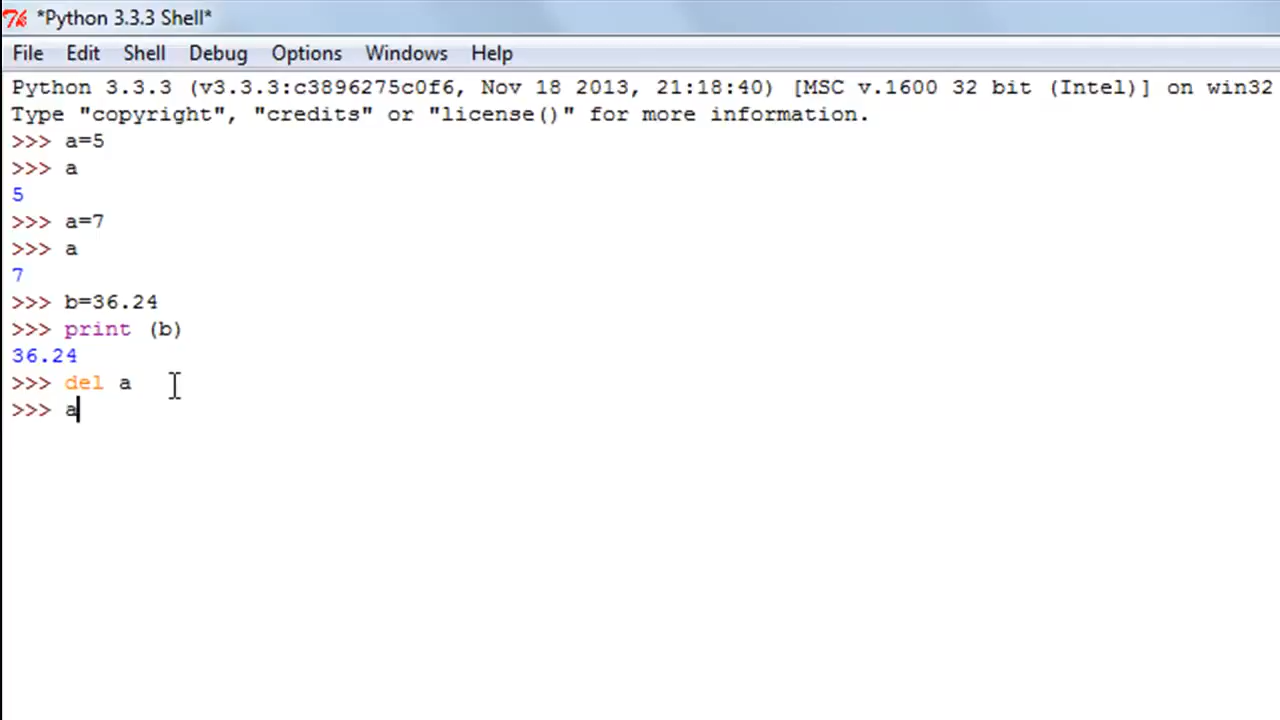 *Python 3.3.3 Shell*
File Edit Shell Debug Options Windows Help
Python 3.3.3 (v3.3.3:c3896275c0f6, Nov 18 2013, 21:18:40) [MSC v.1600 32 bit (Intel)] on win32
Type "copyright", "credits" or "license()" for more information.
>>> a=5
>>> a
5
>>> a=7
>>> a
7
>>> b=36.24
>>> print (b)
36.24
>>> del a
>>> a